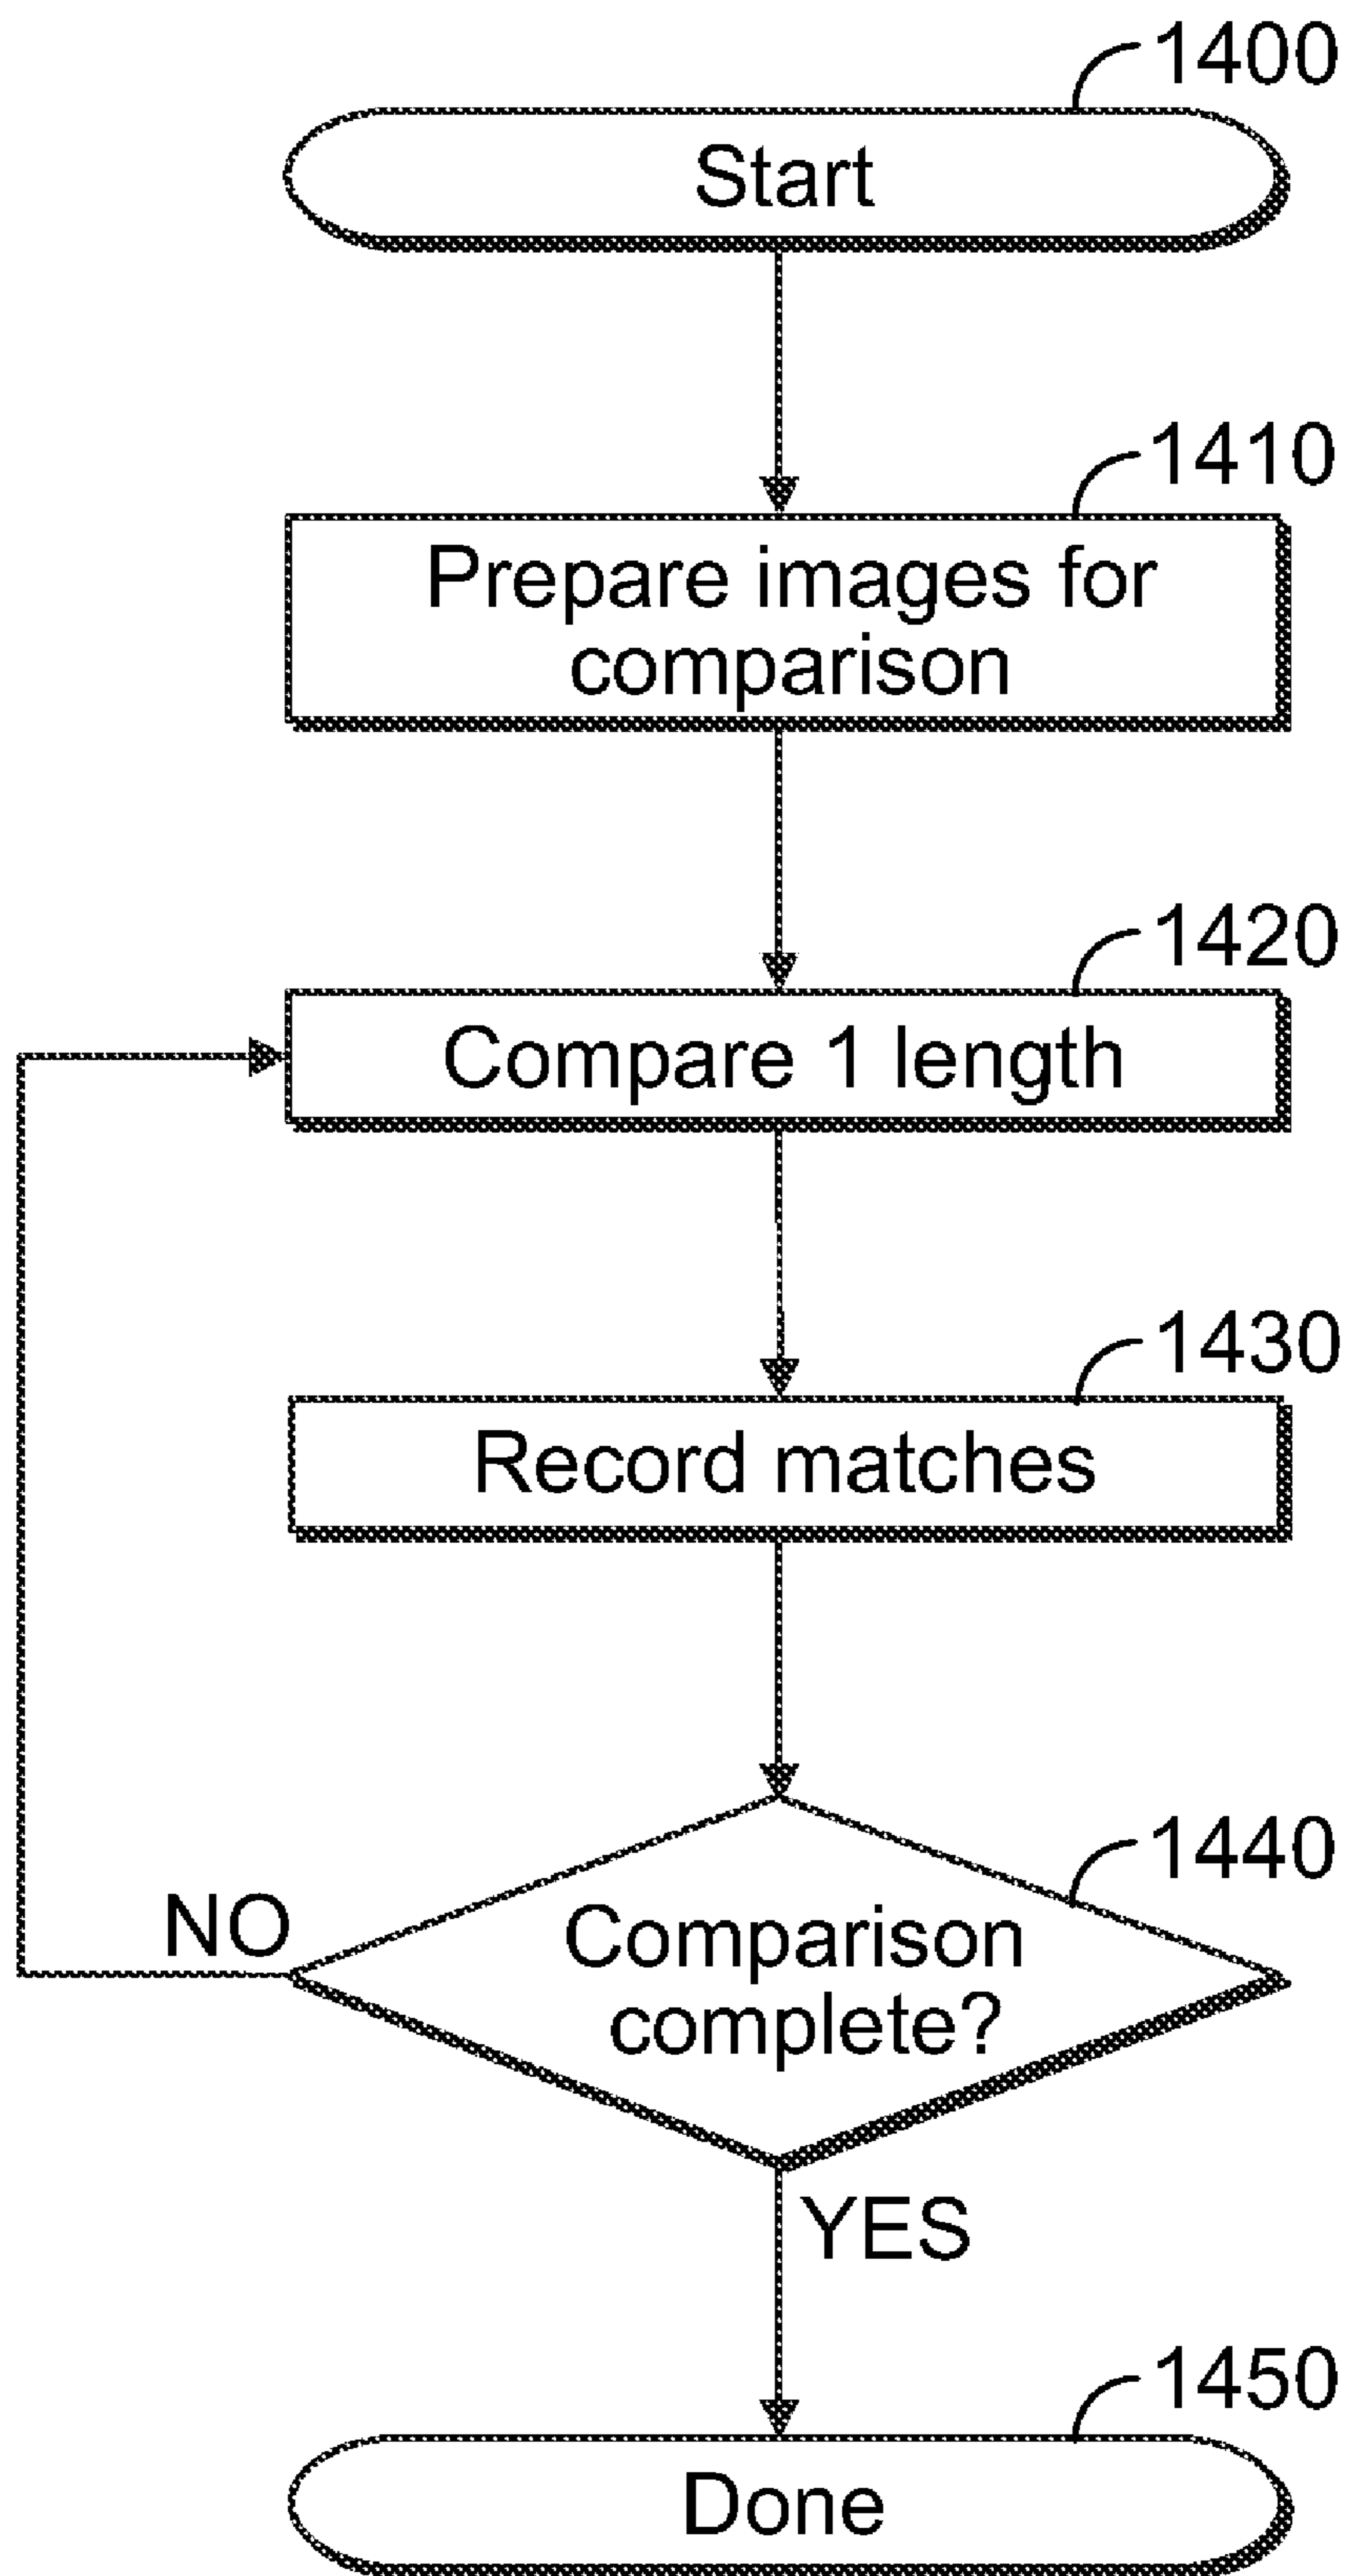 1400
Start
1410
Prepare images for
comparison
1420
Compare 1 length
1430
Record matches
1440
NO
Comparison
complete?
YES
1450
Done